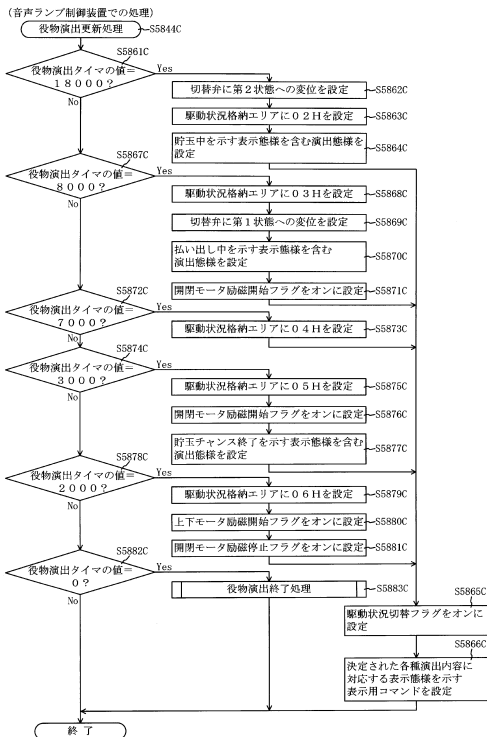 (音声ランプ制御装置での処理)
役物演出更新処理
S5844C
S5861C
役物演出タイマの値=
18000?
Yes
No
切替弁に第2状態への変位を設定
S5862C
駆動状況格納エリアに02Hを設定
S5863C
貯玉中を示す表示態様を含む演出態様を
設定
S5864C
S5867C
役物演出タイマの値=
8000?
Yes
No
駆動状況格納エリアに03Hを設定
S5868C
切替弁に第1状態への変位を設定
S5869C
払い出し中を示す表示態様を含む
演出態様を設定
S5870C
開閉モータ励磁開始フラグをオンに設定
S5871C
S5872C
役物演出タイマの値=
7000?
Yes
No
駆動状況格納エリアに04Hを設定
S5873C
S5874C
役物演出タイマの値=
3000?
Yes
No
駆動状況格納エリアに05Hを設定
S5875C
開閉モータ励磁開始フラグをオンに設定
S5876C
貯玉チャンス終了を示す表示態様を含む
演出態様を設定
S5877C
S5878C
役物演出タイマの値=
2000?
Yes
No
駆動状況格納エリアに06Hを設定
S5879C
上下モータ励磁開始フラグをオンに設定
S5880C
開閉モータ励磁停止フラグをオンに設定
S5881C
S5882C
役物演出タイマの値=
0?
Yes
No
役物演出終了処理
S5883C
S5865C
駆動状況切替フラグをオンに
設定
S5866C
決定された各種演出内容に
対応する表示態様を示す
表示用コマンドを設定
終了